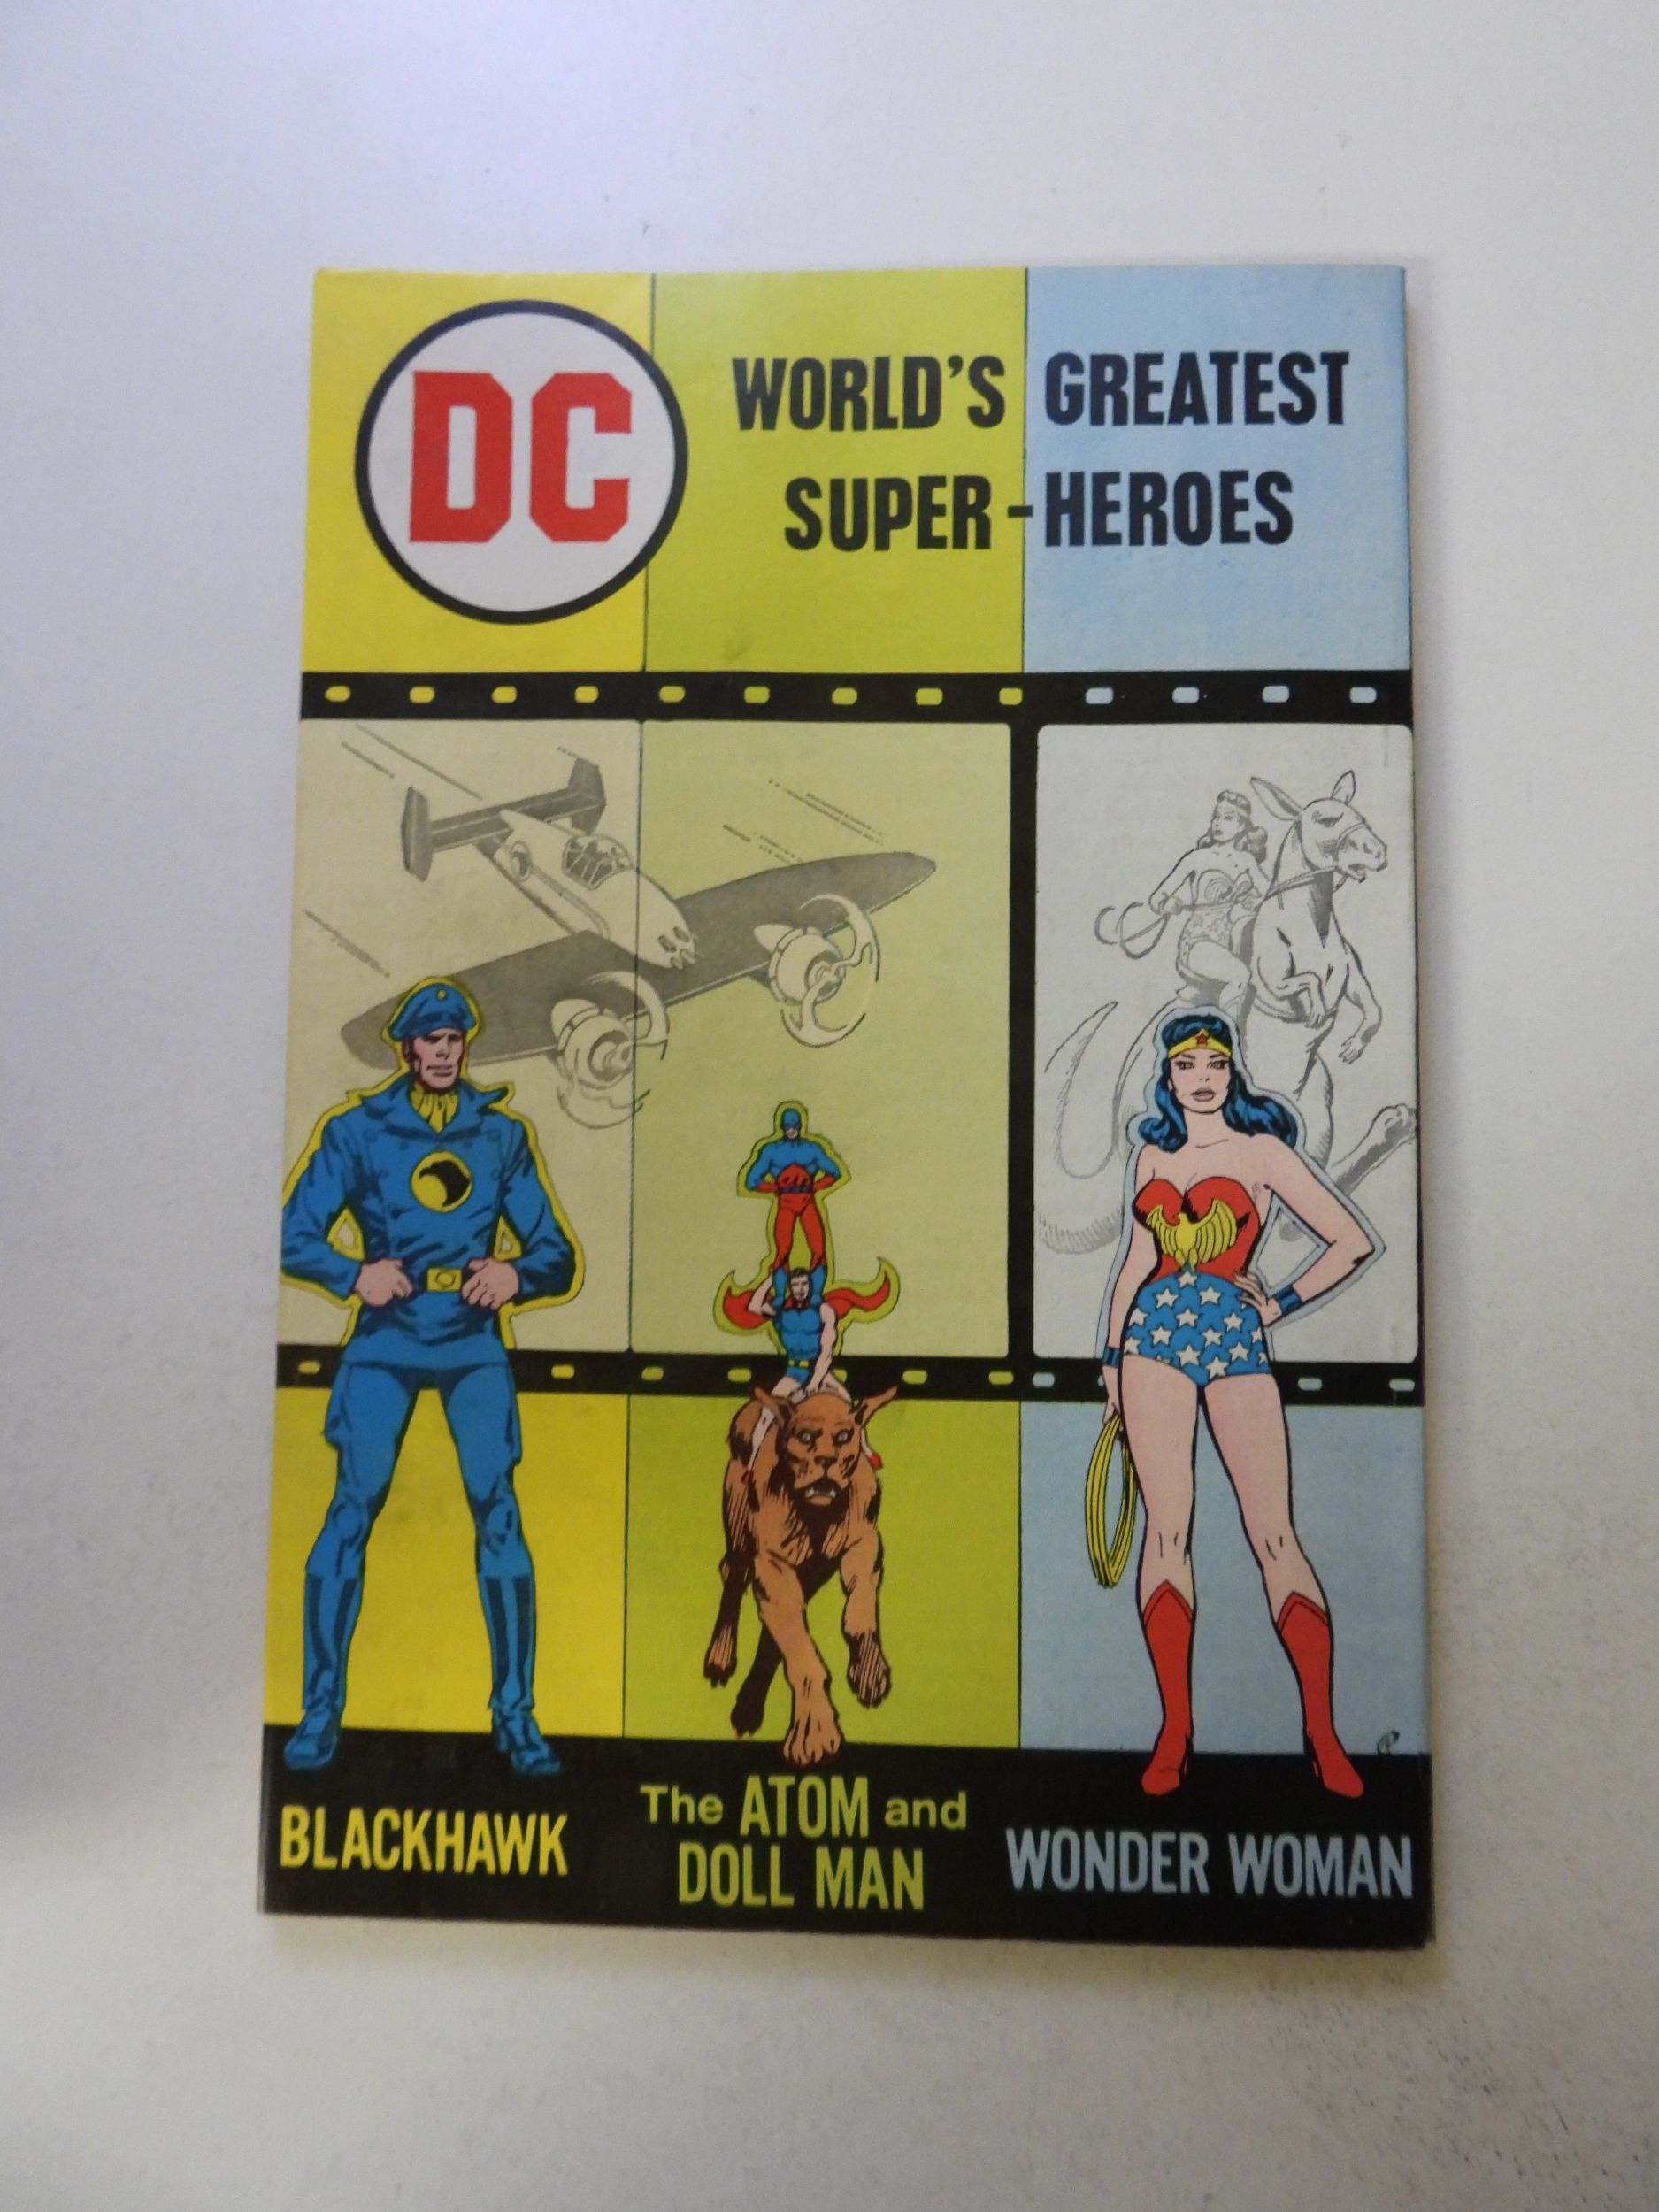 DC
WORLD'S GREATEST
SUPER-HEROES
BLACKHAWK
The ATOM and
DOLL MAN
WONDER WOMAN